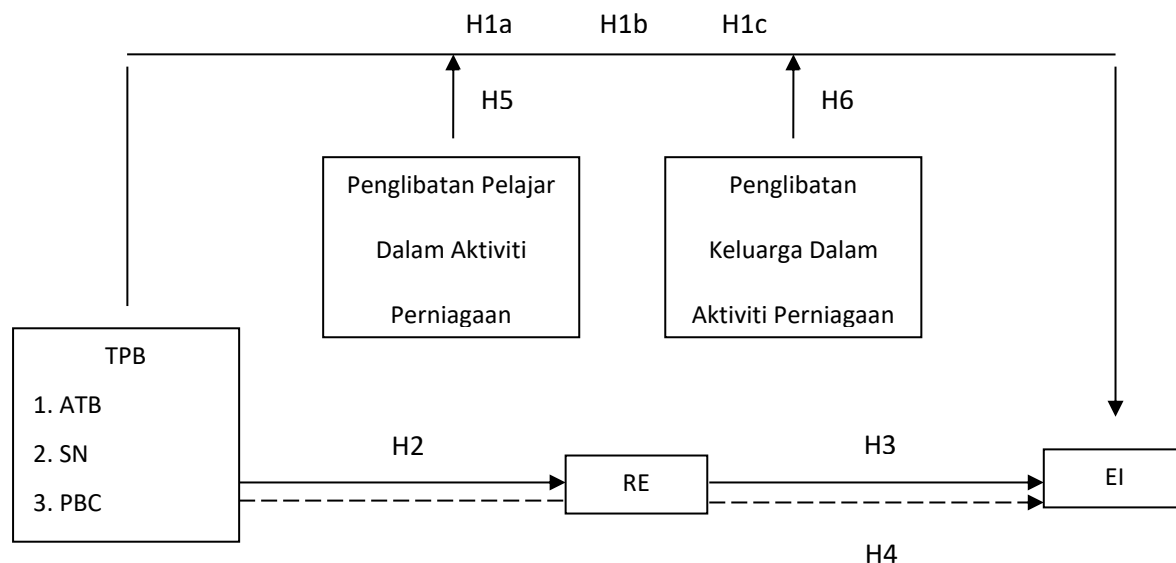 H1a H1b H1c
H5
H6
Penglibatan Pelajar
Dalam Aktiviti
Perniagaan
Penglibatan
Keluarga Dalam
Aktiviti Perniagaan
TPB
1. ATB
2. SN
3. PBC
H2
RE
H3
EI
H4